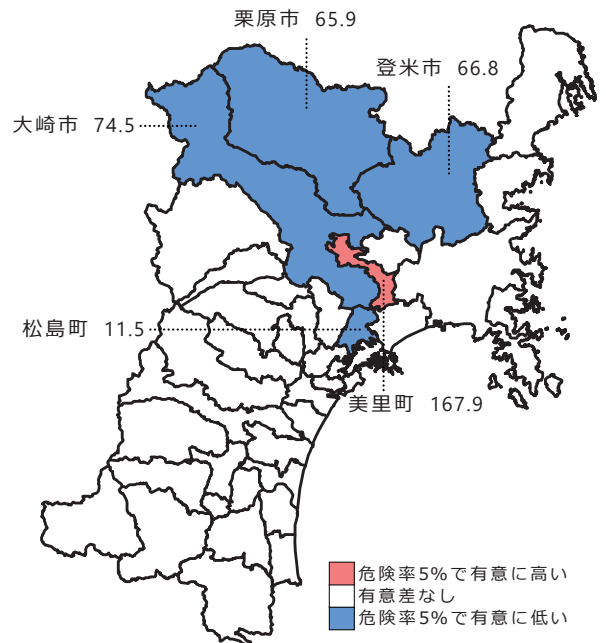 栗原市 65.9
登米市 66.8
大崎市 74.5
松島町 11.5
美里町 167.9
危険率5%で有意に高い
有意差なし
危険率5%で有意に低い